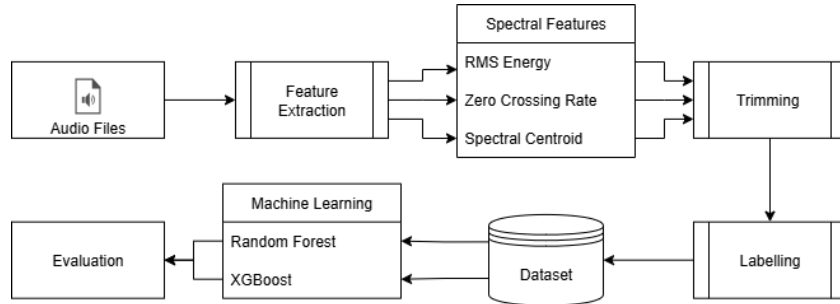 Audio Files
Feature
Extraction
Spectral Features
RMS Energy
Zero Crossing Rate
Spectral Centroid
Trimming
Labelling
Dataset
Machine Learning
Random Forest
XGBoost
Evaluation